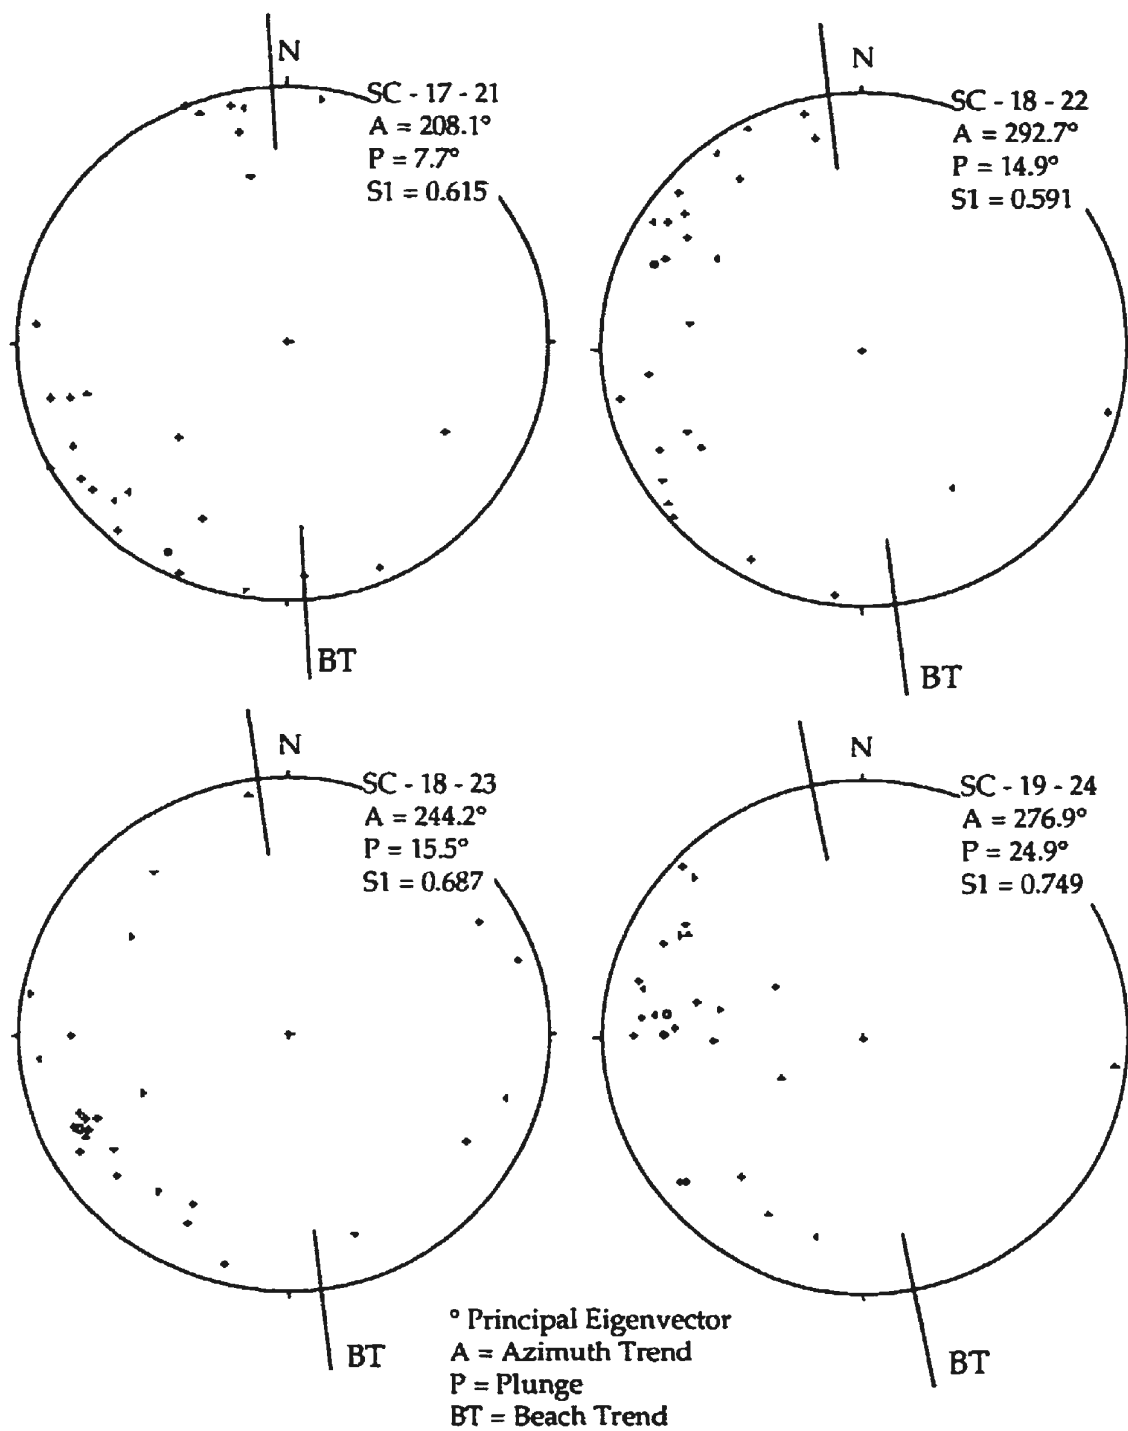 N
SC - 17 - 21
A = 208.1°
P = 7.7°
S1 = 0.615
BT
N
SC - 18 - 22
A = 292.7°
P = 14.9°
S1 = 0.591
BT
N
SC - 18 - 23
A = 244.2°
P = 15.5°
S1 = 0.687
BT
N
SC - 19 - 24
A = 276.9°
P = 24.9°
S1 = 0.749
BT
° Principal Eigenvector
A = Azimuth Trend
P = Plunge
BT = Beach Trend